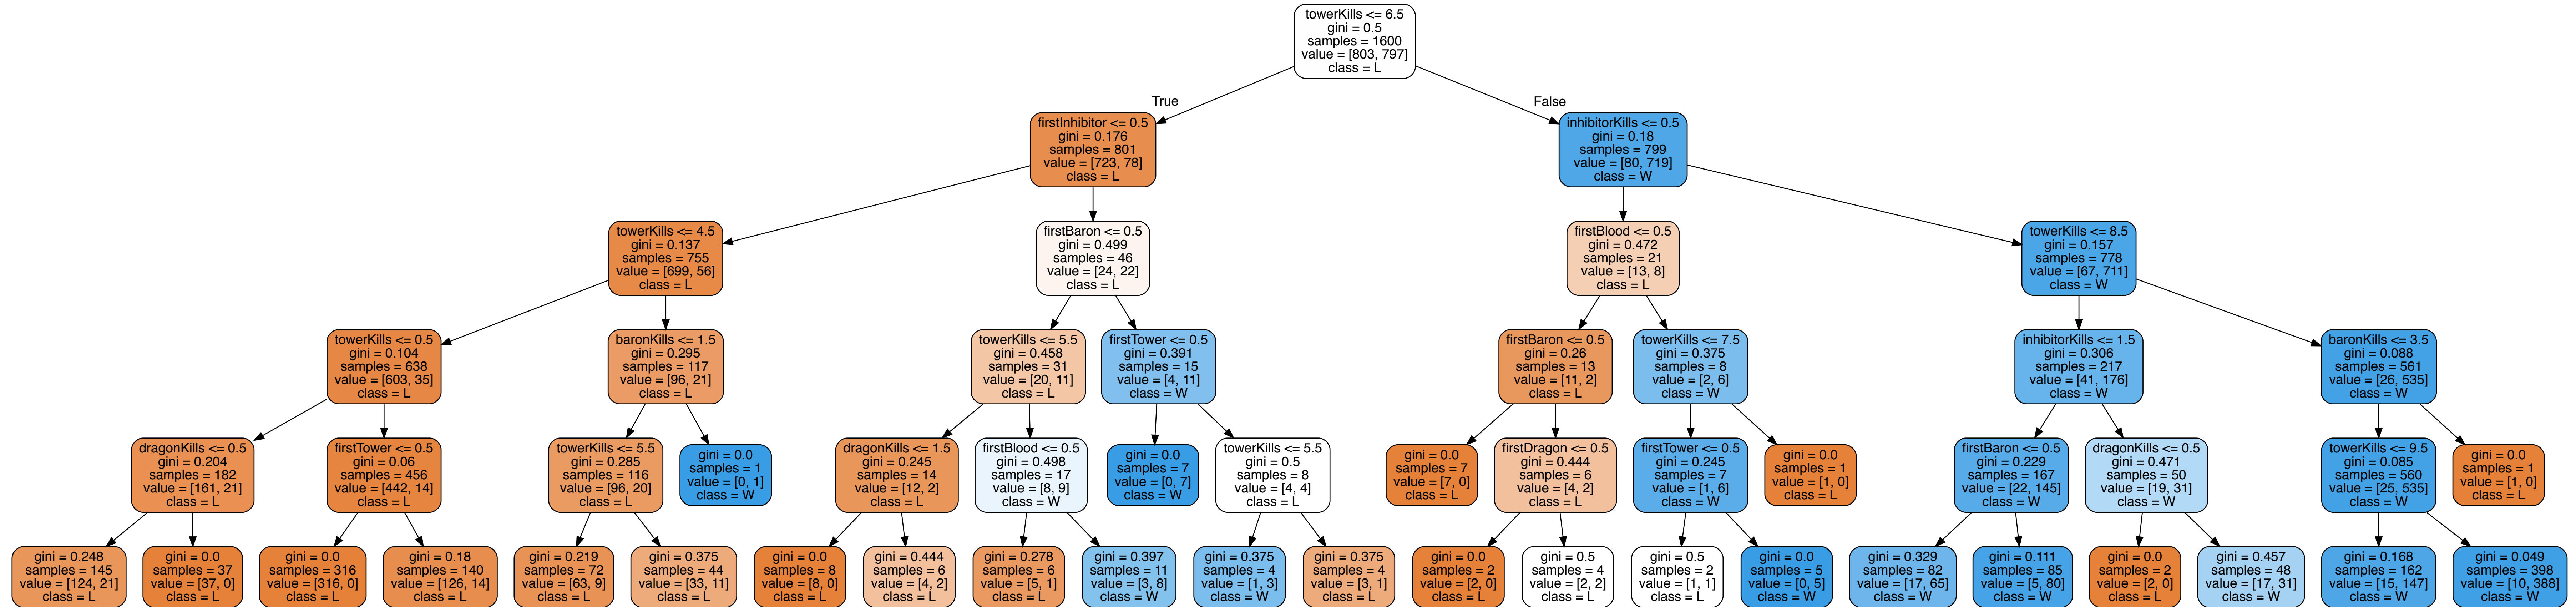 towerKills <= 6.5
gini = 0.5
samples = 1600
value = [803, 797]
class = L
True
False
firstInhibitor <= 0.5
gini = 0.176
samples = 801
value = [723, 78]
class = L
inhibitorKills <= 0.5
gini = 0.18
samples = 799
value = [80, 719]
class = W
towerKills <= 4.5
gini = 0.137
samples = 755
value = [699, 56]
class = L
firstBaron <= 0.5
gini = 0.499
samples = 46
value = [24, 22]
class = L
firstBlood <= 0.5
gini = 0.472
samples = 21
value = [13, 8]
class = L
towerKills <= 8.5
gini = 0.157
samples = 778
value = [67, 711]
class = W
towerKills <= 0.5
gini = 0.104
samples = 638
value = [603, 35]
class = L
baronKills <= 1.5
gini = 0.295
samples = 117
value = [96, 21]
class = L
towerKills <= 5.5
gini = 0.458
samples = 31
value = [20, 11]
class = L
firstTower <= 0.5
gini = 0.391
samples = 15
value = [4, 11]
class = W
firstBaron <= 0.5
gini = 0.26
samples = 13
value = [11, 2]
class = L
towerKills <= 7.5
gini = 0.375
samples = 8
value = [2, 6]
class = W
inhibitorKills <= 1.5
gini = 0.306
samples = 217
value = [41, 176]
class = W
baronKills <= 3.5
gini = 0.088
samples = 561
value = [26, 535]
class = W
dragonKills <= 0.5
gini = 0.204
samples = 182
value = [161, 21]
class = L
firstTower <= 0.5
gini = 0.06
samples = 456
value = [442, 14]
class = L
towerKills <= 5.5
gini = 0.285
samples = 116
value = [96, 20]
class = L
gini = 0.0
samples = 1
value = [0, 1]
class = W
dragonKills <= 1.5
gini = 0.245
samples = 14
value = [12, 2]
class = L
firstBlood <= 0.5
gini = 0.498
samples = 17
value = [8, 9]
class = W
gini = 0.0
samples = 7
value = [0, 7]
class = W
towerKills <= 5.5
gini = 0.5
samples = 8
value = [4, 4]
class = L
gini = 0.0
samples = 7
value = [7, 0]
class = L
firstDragon <= 0.5
gini = 0.444
samples = 6
value = [4, 2]
class = L
firstTower <= 0.5
gini = 0.245
samples = 7
value = [1, 6]
class = W
gini = 0.0
samples = 1
value = [1, 0]
class = L
firstBaron <= 0.5
gini = 0.229
samples = 167
value = [22, 145]
class = W
dragonKills <= 0.5
gini = 0.471
samples = 50
value = [19, 31]
class = W
towerKills <= 9.5
gini = 0.085
samples = 560
value = [25, 535]
class = W
gini = 0.0
samples = 1
value = [1, 0]
class = L
gini = 0.248
samples = 145
value = [124, 21]
class = L
gini = 0.0
samples = 37
value = [37, 0]
class = L
gini = 0.0
samples = 316
value = [316, 0]
class = L
gini = 0.18
samples = 140
value = [126, 14]
class = L
gini = 0.219
samples = 72
value = [63, 9]
class = L
gini = 0.375
samples = 44
value = [33, 11]
class = L
gini = 0.0
samples = 8
value = [8, 0]
class = L
gini = 0.444
samples = 6
value = [4, 2]
class = L
gini = 0.278
samples = 6
value = [5, 1]
class = L
gini = 0.397
samples = 11
value = [3, 8]
class = W
gini = 0.375
samples = 4
value = [1, 3]
class = W
gini = 0.375
samples = 4
value = [3, 1]
class = L
gini = 0.0
samples = 2
value = [2, 0]
class = L
gini = 0.5
samples = 4
value = [2, 2]
class = L
gini = 0.5
samples = 2
value = [1, 1]
class = L
gini = 0.0
samples = 5
value = [0, 5]
class = W
gini = 0.329
samples = 82
value = [17, 65]
class = W
gini = 0.111
samples = 85
value = [5, 80]
class = W
gini = 0.0
samples = 2
value = [2, 0]
class = L
gini = 0.457
samples = 48
value = [17, 31]
class = W
gini = 0.168
samples = 162
value = [15, 147]
class = W
gini = 0.049
samples = 398
value = [10, 388]
class = W